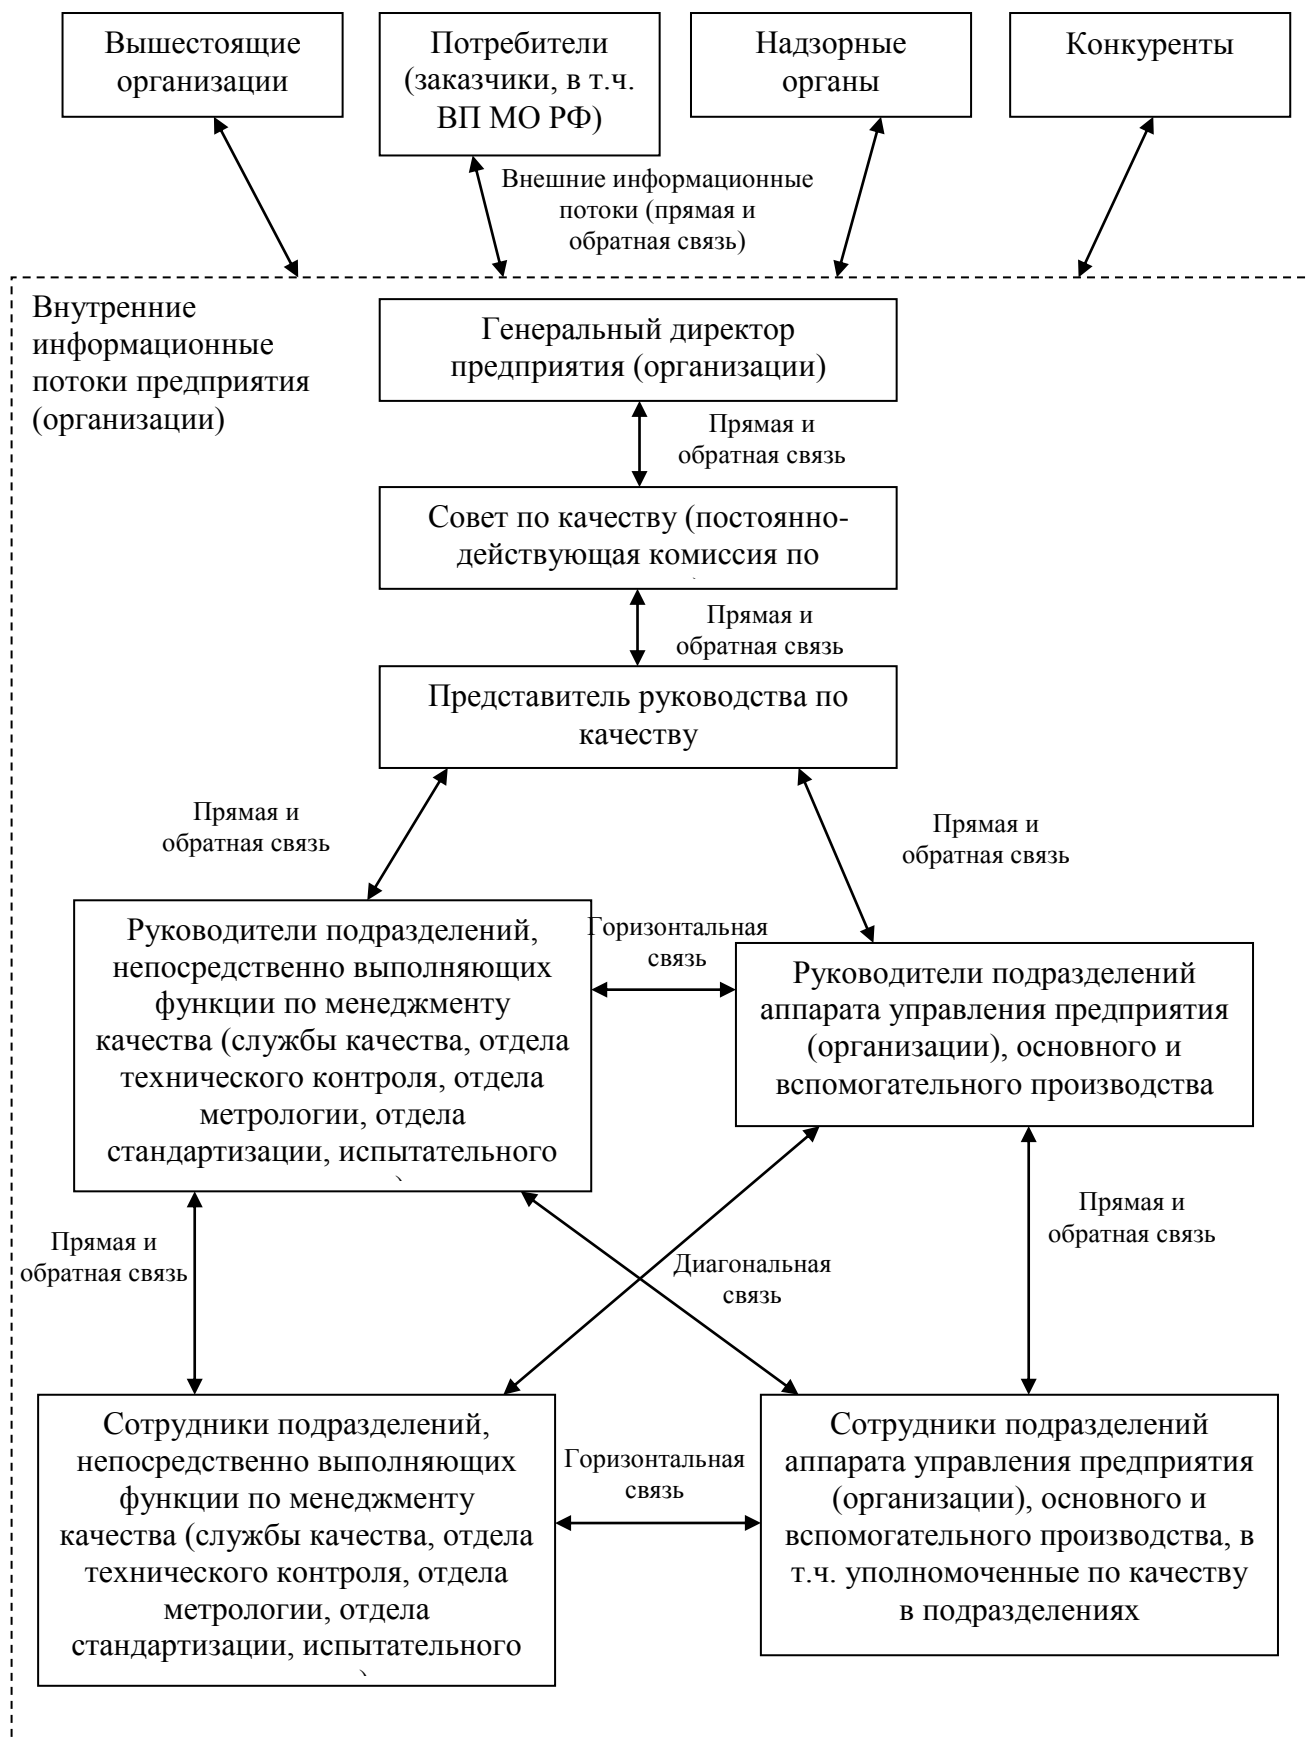 Вышестоящие
организации
Потребители
(заказчики, в т.ч.
ВП МО РФ)
Надзорные
органы
Конкуренты
Внешние информационные
потоки (прямая и
обратная связь)
Внутренние
информационные
потоки предприятия
(организации)
Генеральный директор
предприятия (организации)
Прямая и
обратная связь
Совет по качеству (постоянно-
действующая комиссия по
Прямая и
обратная связь
Представитель руководства по
качеству
Прямая и
обратная связь
Прямая и
обратная связь
Руководители подразделений,
непосредственно выполняющих
функции по менеджменту
качества (службы качества, отдела
технического контроля, отдела
метрологии, отдела
стандартизации, испытательного
Горизонтальная
связь
Руководители подразделений
аппарата управления предприятия
(организации), основного и
вспомогательного производства
Прямая и
обратная связь
Диагональная
связь
Прямая и
обратная связь
Сотрудники подразделений,
непосредственно выполняющих
функции по менеджменту
качества (службы качества, отдела
технического контроля, отдела
метрологии, отдела
стандартизации, испытательного
Горизонтальная
связь
Сотрудники подразделений
аппарата управления предприятия
(организации), основного и
вспомогательного производства, в
т.ч. уполномоченные по качеству
в подразделениях